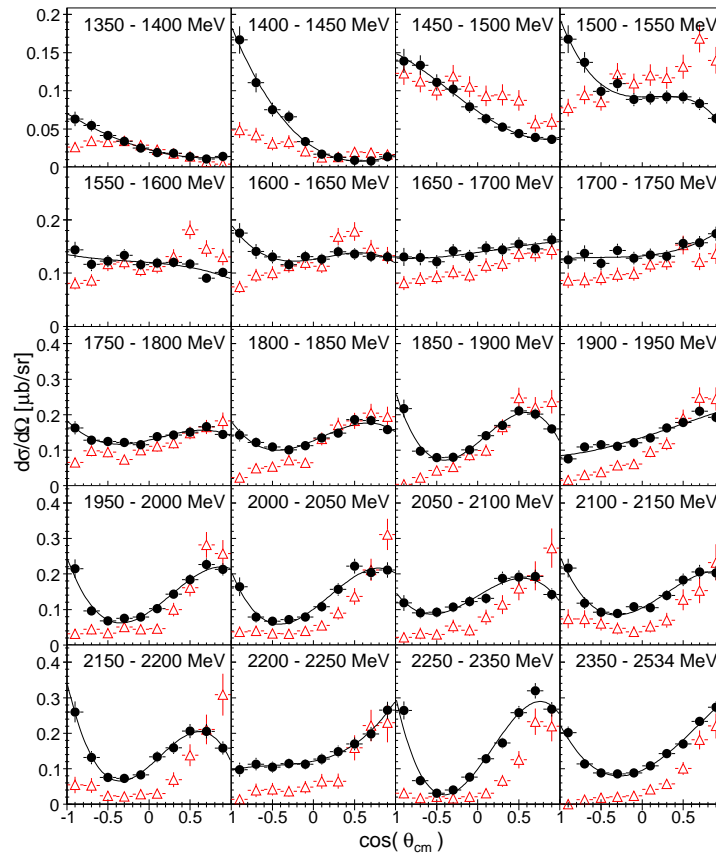 1350 - 1400 MeV 1400 - 1450 MeV 1450 - 1500 MeV 1500 - 1550 MeV
0.2
0.15
0.1
0.05
0
1550 - 1600 MeV 1600 - 1650 MeV 1650 - 1700 MeV 1700 - 1750 MeV
0.2
0.1
0
1750 - 1800 MeV 1800 - 1850 MeV 1850 - 1900 MeV 1900 - 1950 MeV
0.4
0.3
0.2
0.1
0
dσ/dΩ [μb/sr]
1950 - 2000 MeV 2000 - 2050 MeV 2050 - 2100 MeV 2100 - 2150 MeV
0.4
0.3
0.2
0.1
0
2150 - 2200 MeV 2200 - 2250 MeV 2250 - 2350 MeV 2350 - 2534 MeV
0.4
0.3
0.2
0.1
0
-1 -0.5 0 0.5 1 -0.5 0 0.5 1 -0.5 0 0.5 1 -0.5 0 0.5
cos(θcm)